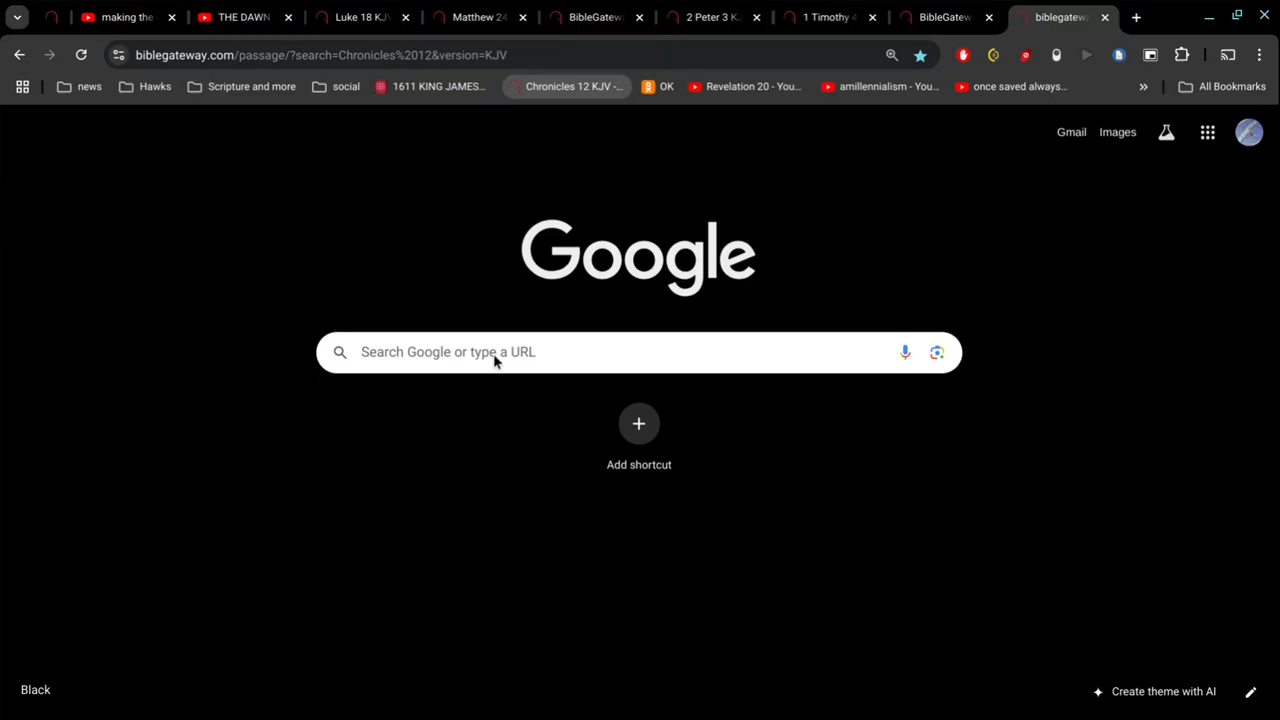 making the
THE DAWN
Luke 18 KJV
Matthew 24
BibleGatew
2 Peter 3 K
1 Timothy 4
BibleGatew
biblegatew
biblegateway.com/passage/?search=Chronicles%2012&version=KJV
news
Hawks
Scripture and more
social
1611 KING JAMES...
Chronicles 12 KJV -...
OK
Revelation 20 - You...
amillennialism - You...
once saved always...
»
All Bookmarks
Gmail
Images
Google
Search Google or type a URL
Add shortcut
Black
Create theme with AI